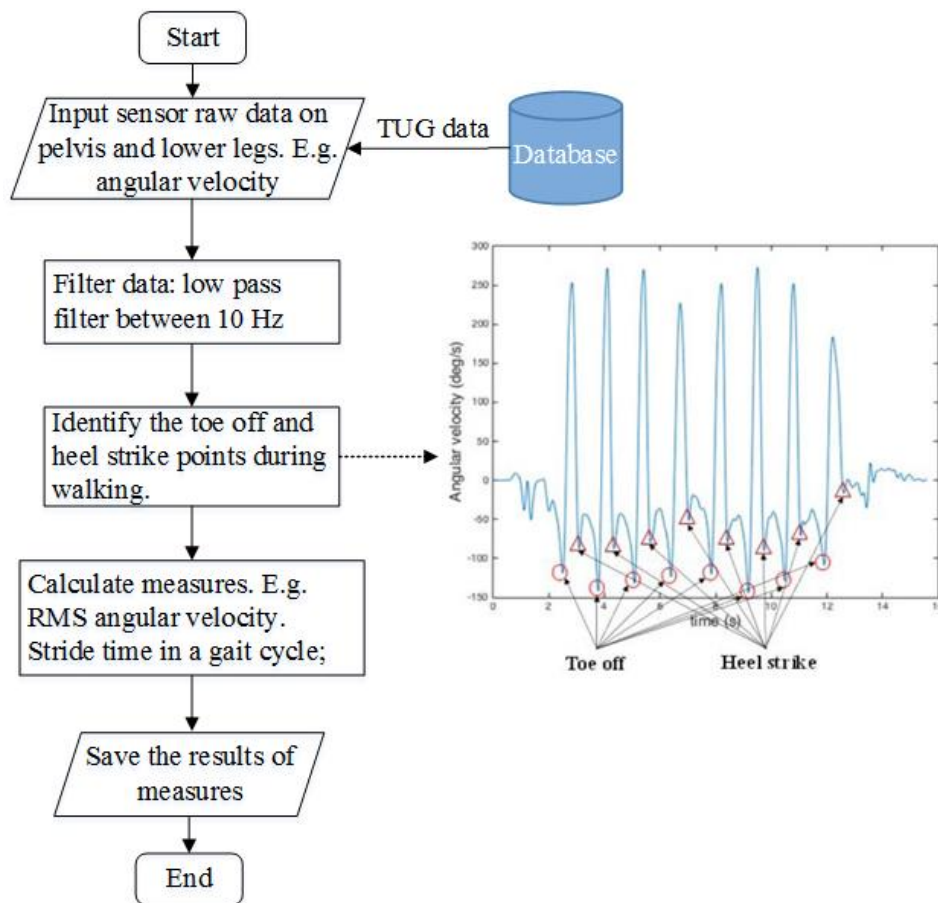 Start
Input sensor raw data on
pelvis and lower legs. E.g.
angular velocity
TUG data
Database
Filter data: low pass
filter between 10 Hz
Identify the toe off and
heel strike points during
walking.
Calculate measures. E.g.
RMS angular velocity.
Stride time in a gait cycle;
Save the results of
measures
End
300
250
200
150
100
50
0
-50
-100
-150
Angular velocity (deg/s)
0 2 4 6 8 10 12 14 16
time (s)
Toe off Heel strike